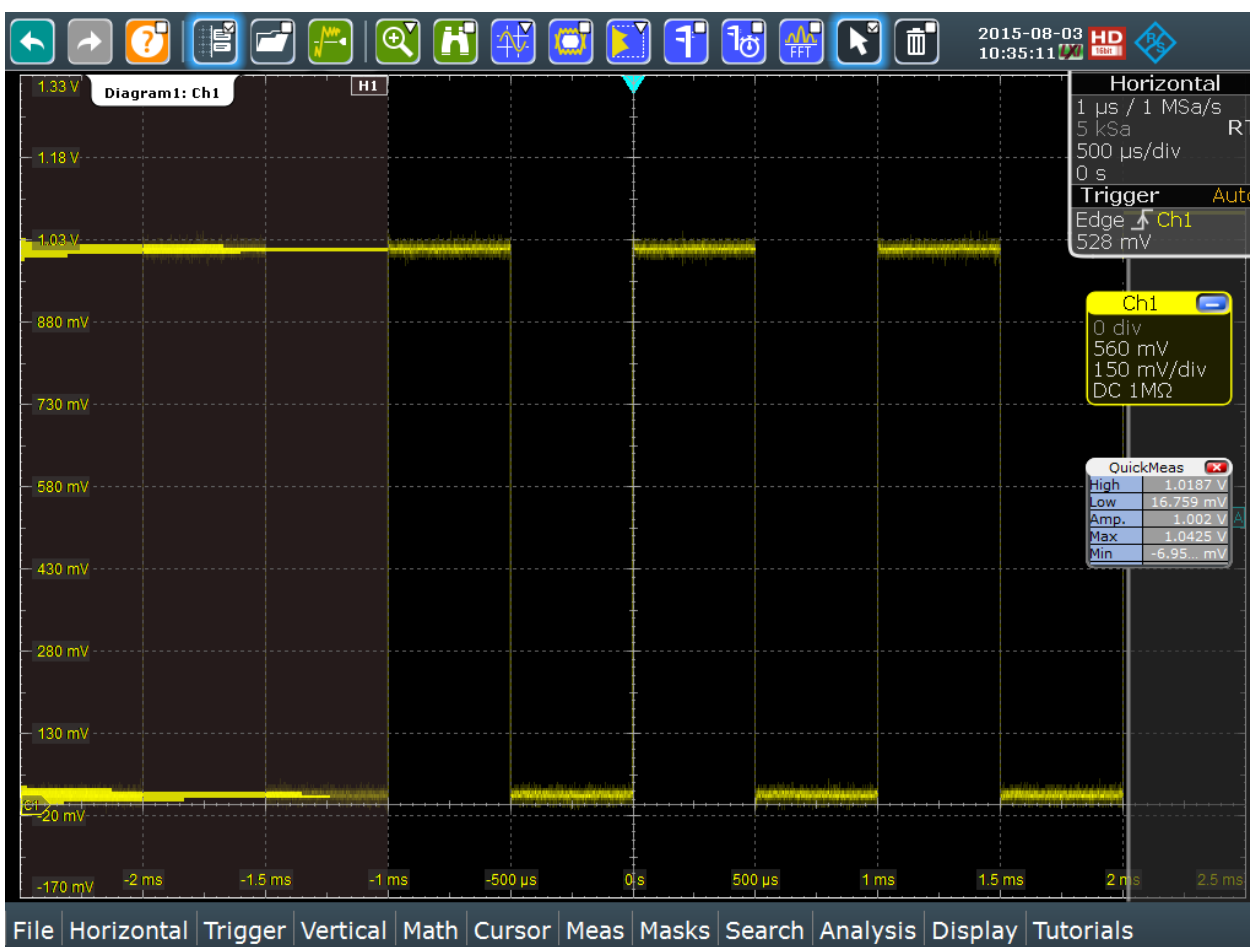 2015-08-03
HD
10:35:11
16bit
R&S
FFT
1.33 V
Diagram1: Ch1
H1
Horizontal
1 µs / 1 MSa/s
5 kSa
500 µs/div
0 s
Trigger Auto
Edge Ch1
528 mV
1.18 V
1.03 V
880 mV
730 mV
580 mV
430 mV
280 mV
130 mV
-20 mV
-170 mV
C1
Ch1
0 div
560 mV
150 mV/div
DC 1MΩ
QuickMeas
High 1.0187 V
Low 16.759 mV
Amp. 1.002 V
Max 1.0425 V
Min -6.95... mV
A
-2 ms -1.5 ms -1 ms -500 µs 0 s 500 µs 1 ms 1.5 ms 2 ms 2.5 ms
File Horizontal Trigger Vertical Math Cursor Meas Masks Search Analysis Display Tutorials